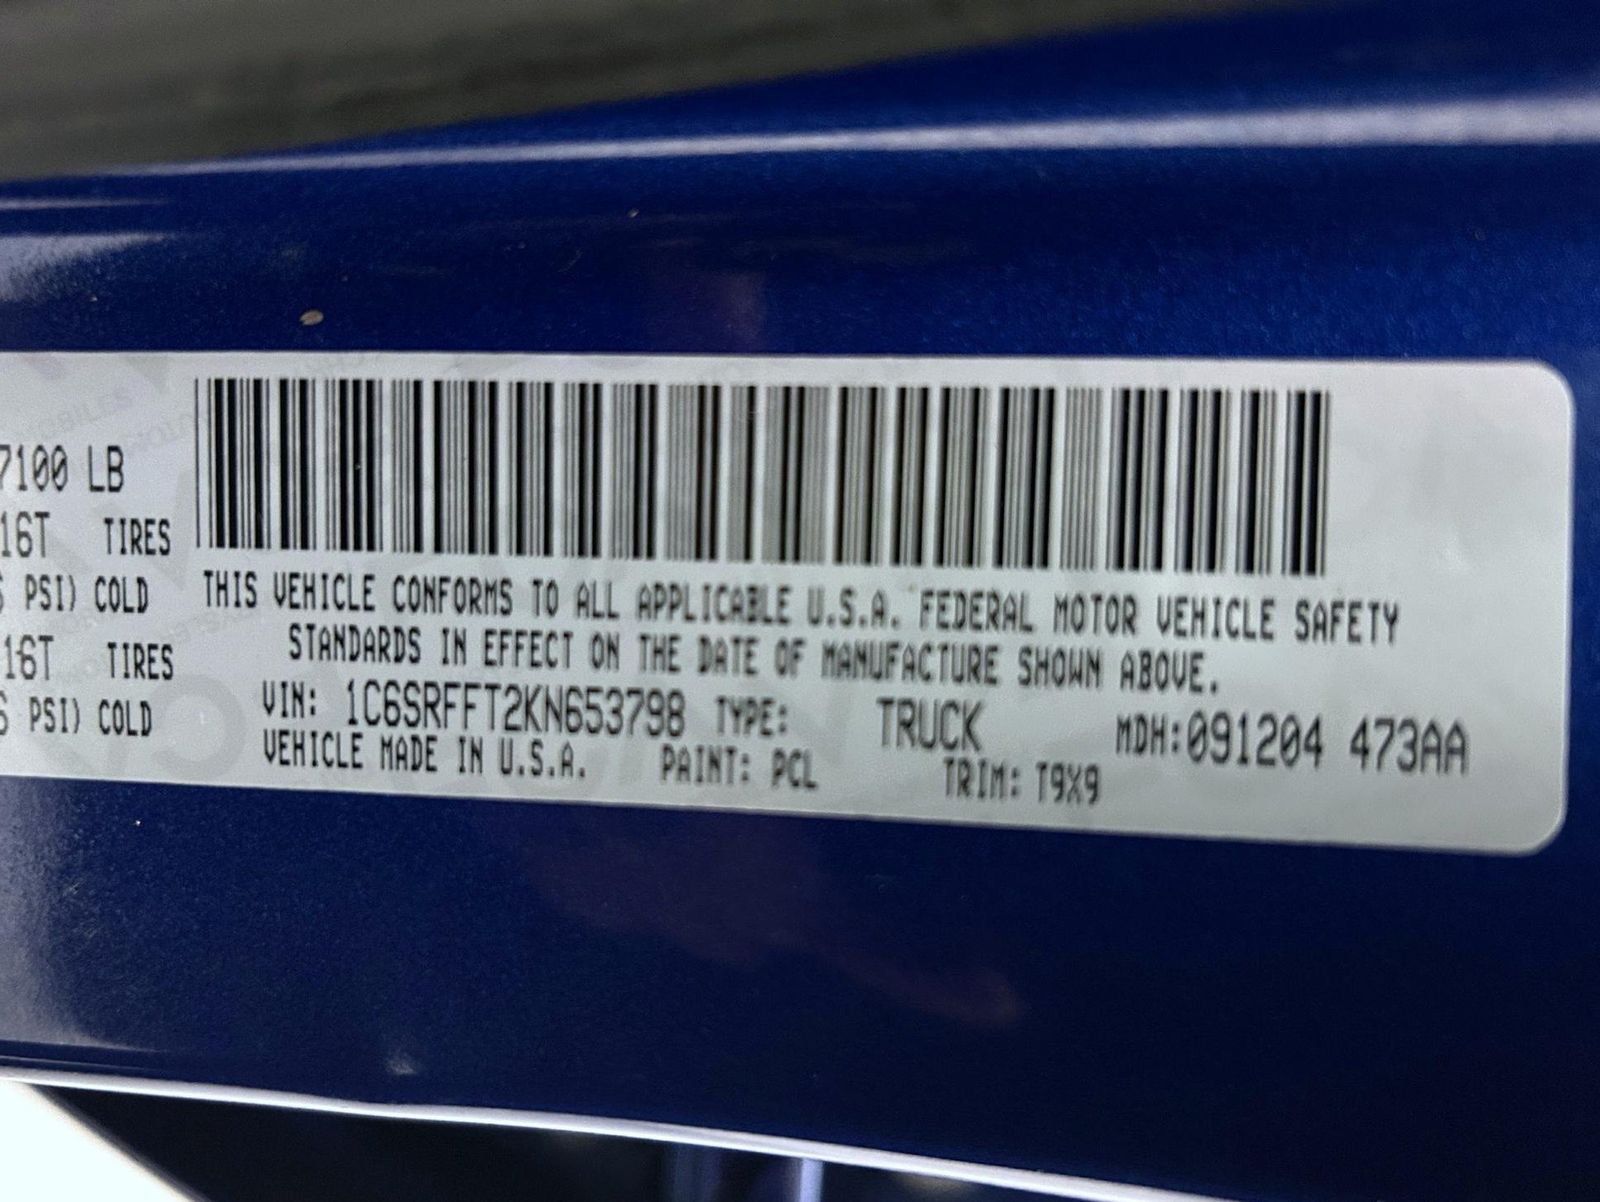 7100 LB
16T TIRES
PSI) COLD
16T TIRES
PSI) COLD
THIS VEHICLE CONFORMS TO ALL APPLICABLE U.S.A. FEDERAL MOTOR VEHICLE SAFETY
STANDARDS IN EFFECT ON THE DATE OF MANUFACTURE SHOWN ABOVE.
VIN: 1C6SRFFT2KN653798 TYPE: TRUCK MDH:091204 473AA
VEHICLE MADE IN U.S.A. PAINT: PCL TRIM: T9X9